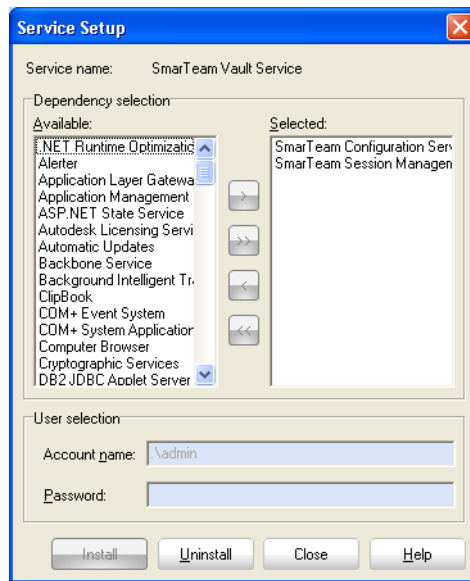 Service Setup
Service name: SmarTeam Vault Service
Dependency selection
Available:
.NET Runtime Optimizatic
Alerter
Application Layer Gatewa
Application Management
ASP.NET State Service
Autodesk Licensing Servi
Automatic Updates
Backbone Service
Background Intelligent Tr
ClipBook
COM+ Event System
COM+ System Application
Computer Browser
Cryptographic Services
DB2 JDBC Applet Server
>
>>
<
<<
Selected:
SmarTeam Configuration Serv
SmarTeam Session Managem
User selection
Account name: .\admin
Password:
Install Uninstall Close Help